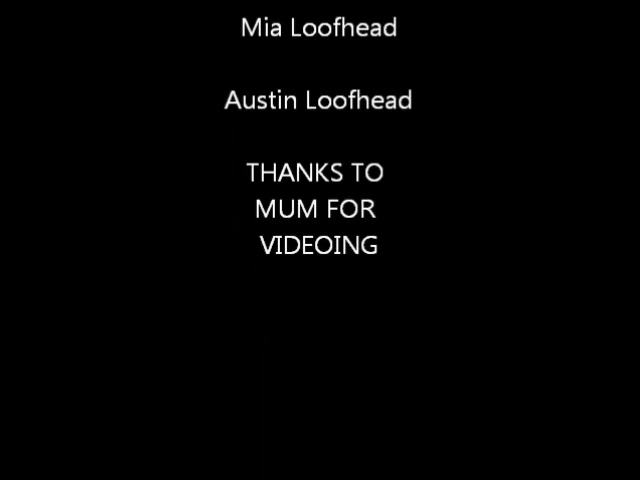 Mia Loofhead
Austin Loofhead
THANKS TO
MUM FOR
VIDEOING